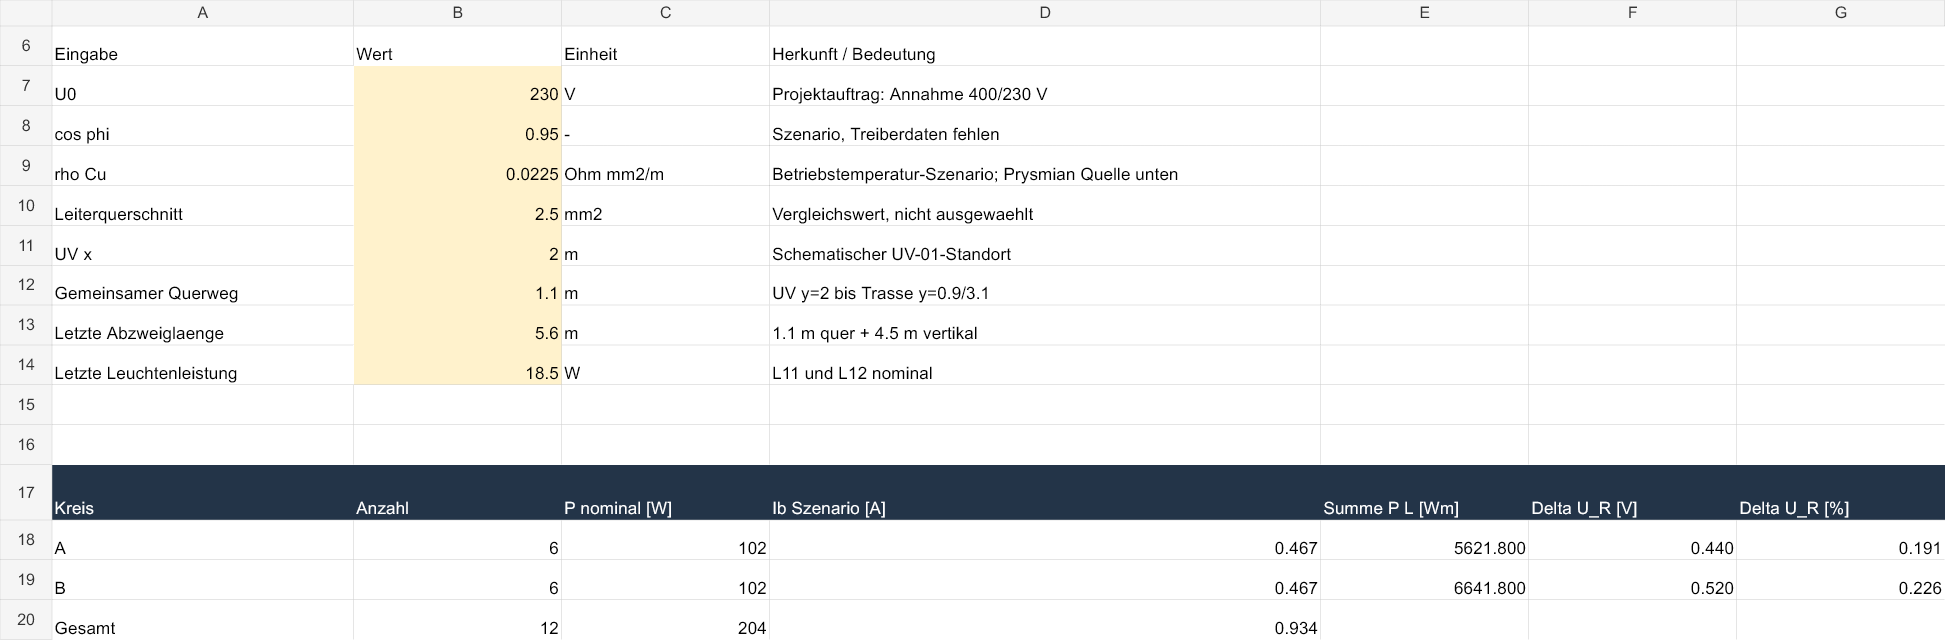 A B C D E F G
6 Eingabe Wert Einheit Herkunft / Bedeutung
7 U0 230 V Projektauftrag: Annahme 400/230 V
8 cos phi 0.95 - Szenario, Treiberdaten fehlen
9 rho Cu 0.0225 Ohm mm2/m Betriebstemperatur-Szenario; Prysmian Quelle unten
10 Leiterquerschnitt 2.5 mm2 Vergleichswert, nicht ausgewaehlt
11 UV x 2 m Schematischer UV-01-Standort
12 Gemeinsamer Querweg 1.1 m UV y=2 bis Trasse y=0.9/3.1
13 Letzte Abzweiglaenge 5.6 m 1.1 m quer + 4.5 m vertikal
14 Letzte Leuchtenleistung 18.5 W L11 und L12 nominal
15
16
17 Kreis Anzahl P nominal [W] Ib Szenario [A] Summe P L [Wm] Delta U_R [V] Delta U_R [%]
18 A 6 102 0.467 5621.800 0.440 0.191
19 B 6 102 0.467 6641.800 0.520 0.226
20 Gesamt 12 204 0.934